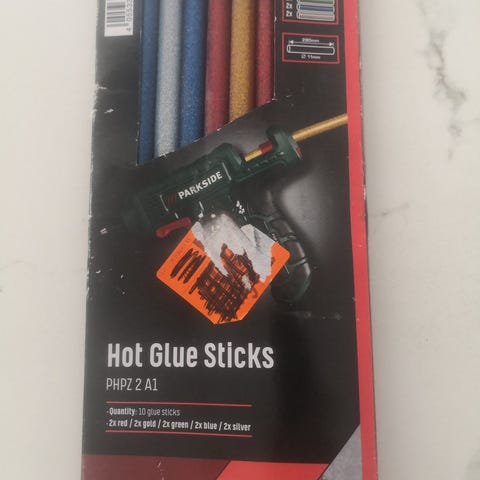 2x
2x
280mm
Ø 11mm
PARKSIDE
Hot Glue Sticks
PHPZ 2 A1
· Quantity: 10 glue sticks
· 2x red / 2x gold / 2x green / 2x blue / 2x silver